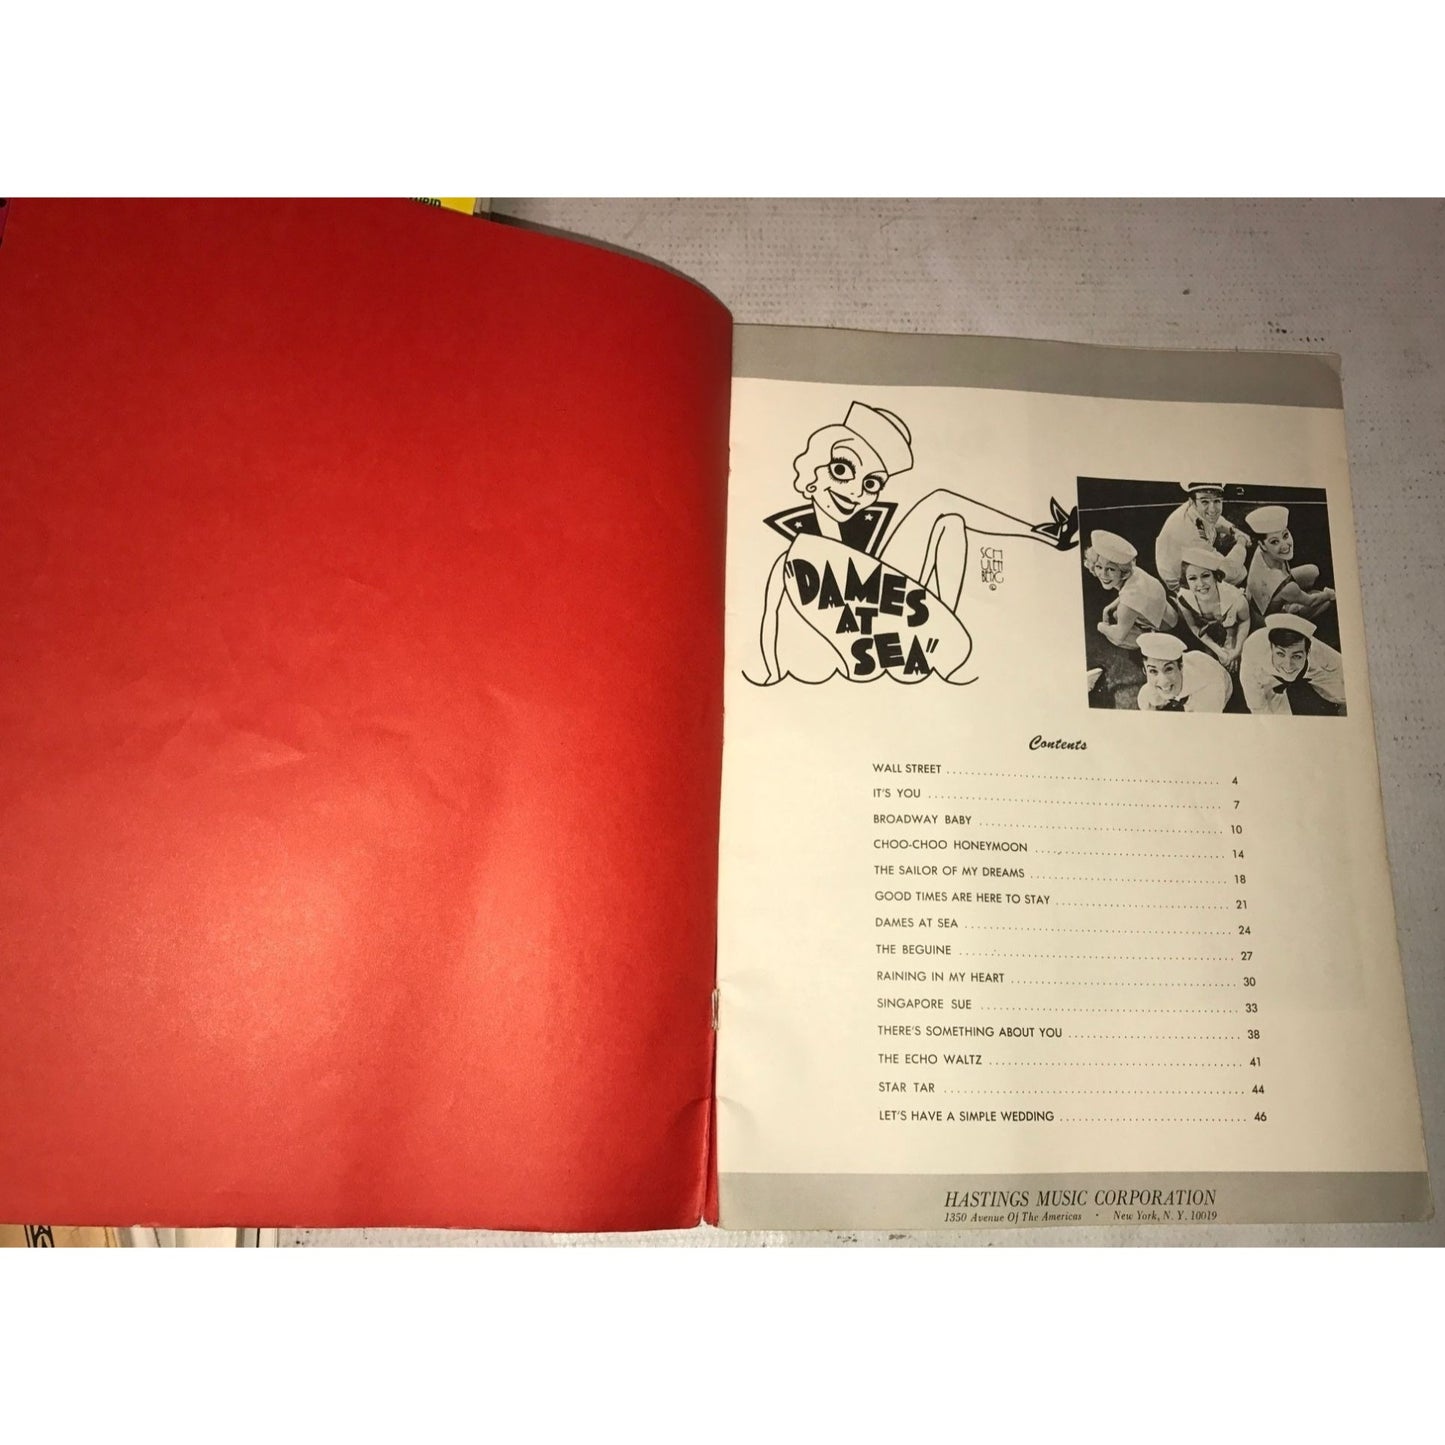 "DAMES
AT
SEA"
SCH
ULEN
BERG
©
Contents
WALL STREET 4
IT'S YOU 7
BROADWAY BABY 10
CHOO-CHOO HONEYMOON 14
THE SAILOR OF MY DREAMS 18
GOOD TIMES ARE HERE TO STAY 21
DAMES AT SEA 24
THE BEGUINE 27
RAINING IN MY HEART 30
SINGAPORE SUE 33
THERE'S SOMETHING ABOUT YOU 38
THE ECHO WALTZ 41
STAR TAR 44
LET'S HAVE A SIMPLE WEDDING 46
HASTINGS MUSIC CORPORATION
1350 Avenue Of The Americas • New York, N. Y. 10019